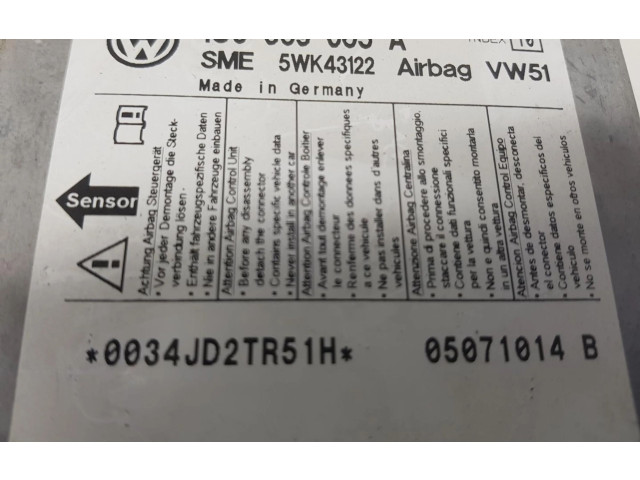 INDEX 10
SME 5WK43122 Airbag VW51
Made in Germany
Sensor
Achtung Airbag Steuergerät
• Vor jeder Demontage die Steck-
verbindung lösen-
• Enthält fahrzeugspezifische Daten
• Nie in andere Fahrzeuge einbauen
Attention Airbag Control Unit
• Before any disassembly
detach the connector
• Contains specific vehicle data
• Never install in another car
Attention Airbag Controle Boitier
• Avant tout demontage enlever
le connecteur
• Renferme des donnees specifiques
a ce vehicule
• Ne pas installer dans d'autres
vehicules
Attenzione Airbag Centralina
• Prima di procedere allo smontaggio,
staccare il connessione
• Contiene dati funzionali specifici
per la vettura
• Non e quindi consentito montarla
in un altra vettura
Atencion Airbag Control Equipo
• Antes de desmontar, desconecta
el conector
• Contiene datos especificos del
vehiculo
• No se monte en otros vehiculos
*0034JD2TR51H* 05071014 B